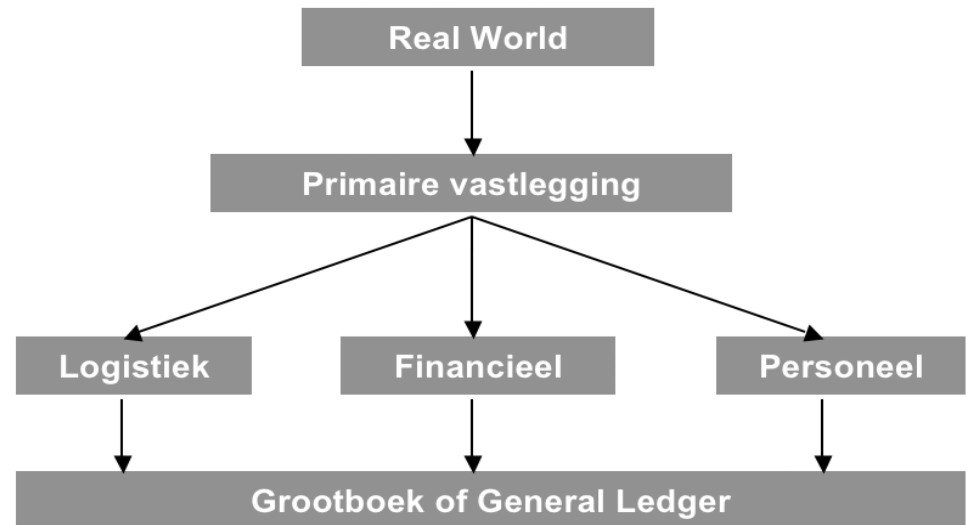 Real World
Primaire vastlegging
Logistiek
Financieel
Personeel
Grootboek of General Ledger